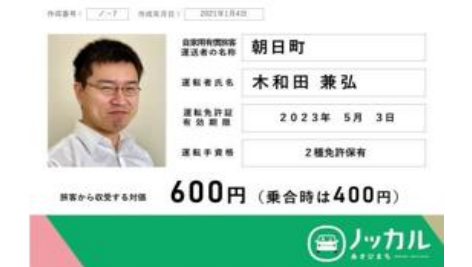 作成番号: ノ-7 作成年月日: 2021年1月4日
自家用有償旅客
運送者の名称 朝日町
運転者氏名 木和田 兼弘
運転免許証
有効期限 2023年 5月 3日
運転手資格 2種免許保有
旅客から収受する対価 600円（乗合時は400円）
ノッカル
あさひまち